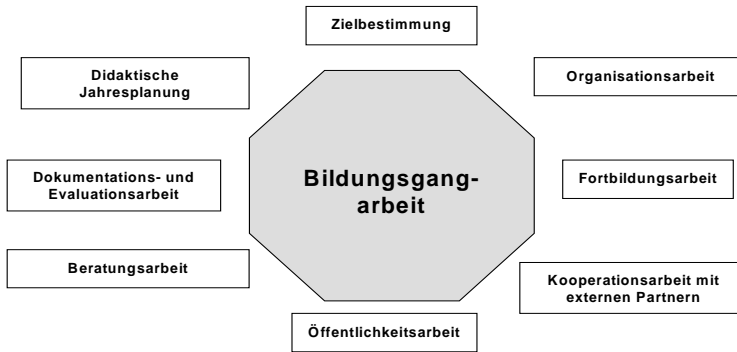 Zielbestimmung
Didaktische
Jahresplanung
Organisationsarbeit
Dokumentations- und
Evaluationsarbeit
Bildungsgang-
arbeit
Fortbildungsarbeit
Beratungsarbeit
Kooperationsarbeit mit
externen Partnern
Öffentlichkeitsarbeit